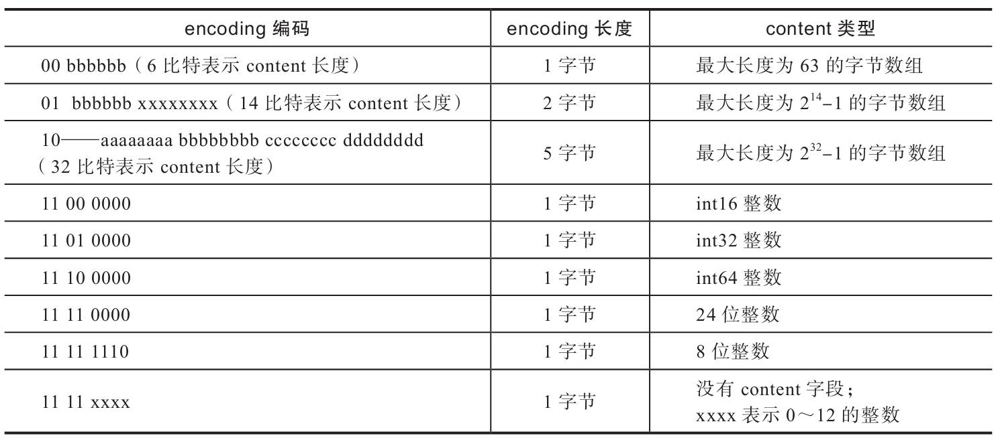 encoding 编码 encoding 长度 content 类型
00 bbbbbb（6 比特表示 content 长度） 1 字节 最大长度为 63 的字节数组
01 bbbbbb xxxxxxxx（14 比特表示 content 长度） 2 字节 最大长度为 2¹⁴–1 的字节数组
10——aaaaaaaa bbbbbbbb cccccccc dddddddd
（32 比特表示 content 长度） 5 字节 最大长度为 2³²–1 的字节数组
11 00 0000 1 字节 int16 整数
11 01 0000 1 字节 int32 整数
11 10 0000 1 字节 int64 整数
11 11 0000 1 字节 24 位整数
11 11 1110 1 字节 8 位整数
11 11 xxxx 1 字节 没有 content 字段；
xxxx 表示 0～12 的整数